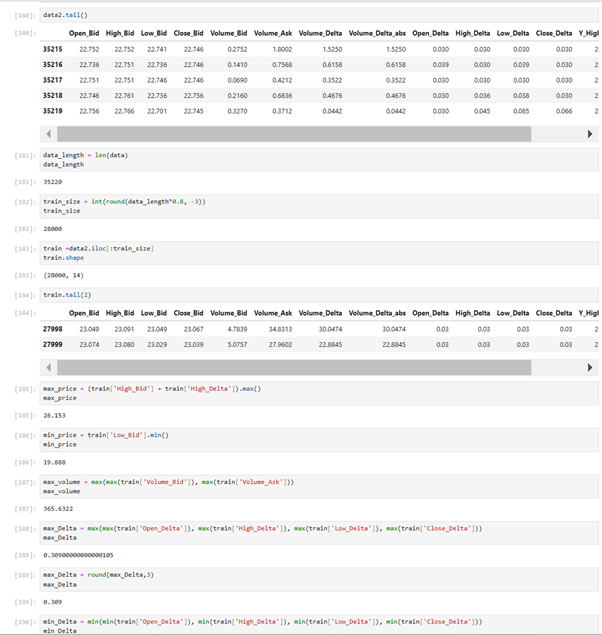 [180]: data2.tail()
[180]: Open_Bid High_Bid Low_Bid Close_Bid Volume_Bid Volume_Ask Volume_Delta Volume_Delta_abs Open_Delta High_Delta Low_Delta Close_Delta Y_High
35215 22.752 22.752 22.741 22.746 0.2752 1.8002 1.5250 1.5250 0.030 0.030 0.030 0.030 2.
35216 22.736 22.751 22.736 22.746 0.1410 0.7568 0.6158 0.6158 0.039 0.030 0.039 0.030 2.
35217 22.751 22.751 22.746 22.746 0.0690 0.4212 0.3522 0.3522 0.030 0.030 0.030 0.030 2.
35218 22.746 22.761 22.736 22.756 0.2160 0.6836 0.4676 0.4676 0.030 0.036 0.038 0.030 2.
35219 22.756 22.766 22.701 22.745 0.3270 0.3712 0.0442 0.0442 0.030 0.045 0.085 0.066 2.
[181]: data_length = len(data)
data_length
[181]: 35220
[182]: train_size = int(round(data_length*0.8, -3))
train_size
[182]: 28000
[183]: train =data2.iloc[:train_size]
train.shape
[183]: (28000, 14)
[184]: train.tail(2)
[184]: Open_Bid High_Bid Low_Bid Close_Bid Volume_Bid Volume_Ask Volume_Delta Volume_Delta_abs Open_Delta High_Delta Low_Delta Close_Delta Y_High
27998 23.049 23.091 23.049 23.067 4.7839 34.8313 30.0474 30.0474 0.03 0.03 0.03 0.03 2
27999 23.074 23.080 23.029 23.039 5.0757 27.9602 22.8845 22.8845 0.03 0.03 0.03 0.03 2
[185]: max_price = (train['High_Bid'] + train['High_Delta']).max()
max_price
[185]: 26.153
[186]: min_price = train['Low_Bid'].min()
min_price
[186]: 19.888
[187]: max_volume = max(max(train['Volume_Bid']), max(train['Volume_Ask']))
max_volume
[187]: 365.6322
[188]: max_Delta = max(max(train['Open_Delta']), max(train['High_Delta']), max(train['Low_Delta']), max(train['Close_Delta']))
max_Delta
[188]: 0.30900000000000105
[189]: max_Delta = round(max_Delta,3)
max_Delta
[189]: 0.309
[190]: min_Delta = min(min(train['Open_Delta']), min(train['High_Delta']), min(train['Low_Delta']), min(train['Close_Delta']))
min_Delta